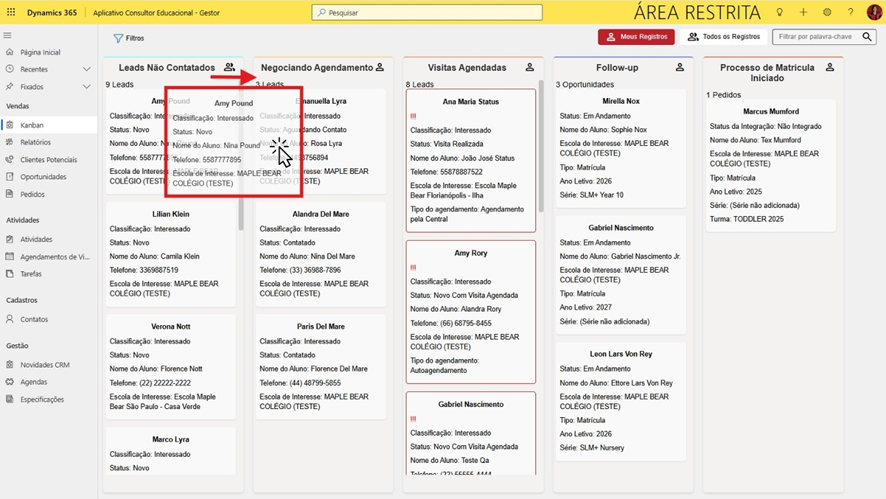 Dynamics 365
Aplicativo Consultor Educacional - Gestor
Pesquisar
ÁREA RESTRITA
Filtros
Meus Registros
Todos os Registros
Filtrar por palavra-chave
Página Inicial
Recentes
Fixados
Vendas
Kanban
Relatórios
Clientes Potenciais
Oportunidades
Pedidos
Atividades
Atividades
Agendamentos de Vi...
Tarefas
Cadastros
Contatos
Gestão
Novidades CRM
Agendas
Especificações
Leads Não Contatados
9 Leads
Amy Pound
Classificação: Interessado
Status: Novo
Nome do Aluno: Nina Pound
Telefone: 5587777895
Escola de Interesse: MAPLE BEAR
COLÉGIO (TESTE)
Amy Pound
Classificação:
Status: Novo
Nome do Aluno:
Telefone:
Escola de
COLÉGIO (TESTE)
Lilian Klein
Classificação: Interessado
Status: Novo
Nome do Aluno: Camila Klein
Telefone: 3369887519
Escola de Interesse: MAPLE BEAR
COLÉGIO (TESTE)
Verona Nott
Classificação: Interessado
Status: Novo
Nome do Aluno: Florence Nott
Telefone: (22) 22222-2222
Escola de Interesse: Escola Maple
Bear São Paulo - Casa Verde
Marco Lyra
Classificação: Interessado
Status: Novo
Negociando Agendamento
3 Leads
Emanuella Lyra
Interessado
Aguardando Contato
Rosa Lyra
98756894
MAPLE BEAR
Alandra Del Mare
Classificação: Interessado
Status: Contatado
Nome do Aluno: Nina Del Mare
Telefone: (33) 36988-7896
Escola de Interesse: MAPLE BEAR
COLÉGIO (TESTE)
Paris Del Mare
Classificação: Interessado
Status: Contatado
Nome do Aluno: Florence Del Mare
Telefone: (44) 48799-5855
Escola de Interesse: MAPLE BEAR
COLÉGIO (TESTE)
Visitas Agendadas
8 Leads
Ana Maria Status
!!!
Classificação: Interessado
Status: Visita Realizada
Nome do Aluno: João José Status
Telefone: 55878887522
Escola de Interesse: Escola Maple
Bear Florianópolis - Ilha
Tipo do agendamento: Agendamento
pela Central
Amy Rory
!!!
Classificação: Interessado
Status: Novo Com Visita Agendada
Nome do Aluno: Alandra Rory
Telefone: (66) 68795-8455
Escola de Interesse: MAPLE BEAR
COLÉGIO (TESTE)
Tipo do agendamento:
Autoagendamento
Gabriel Nascimento
!!!
Classificação: Interessado
Status: Novo Com Visita Agendada
Nome do Aluno: Teste Qa
Telefone: (22) 55555-4444
Follow-up
3 Oportunidades
Mirella Nox
Status: Em Andamento
Nome do Aluno: Sophie Nox
Escola de Interesse: MAPLE BEAR
COLÉGIO (TESTE)
Tipo: Matrícula
Ano Letivo: 2026
Série: SLM+ Year 10
Gabriel Nascimento
Status: Em Andamento
Nome do Aluno: Gabriel Nascimento Jr.
Escola de Interesse: MAPLE BEAR
COLÉGIO (TESTE)
Tipo: Matrícula
Ano Letivo: 2027
Série: (Série não adicionada)
Leon Lars Von Rey
Status: Em Andamento
Nome do Aluno: Ettore Lars Von Rey
Escola de Interesse: MAPLE BEAR
COLÉGIO (TESTE)
Tipo: Matrícula
Ano Letivo: 2026
Série: SLM+ Nursery
Processo de Matrícula
Iniciado
1 Pedidos
Marcus Mumford
Status da Integração: Não Integrado
Nome do Aluno: Tex Mumford
Escola de Interesse: MAPLE BEAR
COLÉGIO (TESTE)
Tipo: Matrícula
Ano Letivo: 2025
Série: (Série não adicionada)
Turma: TODDLER 2025